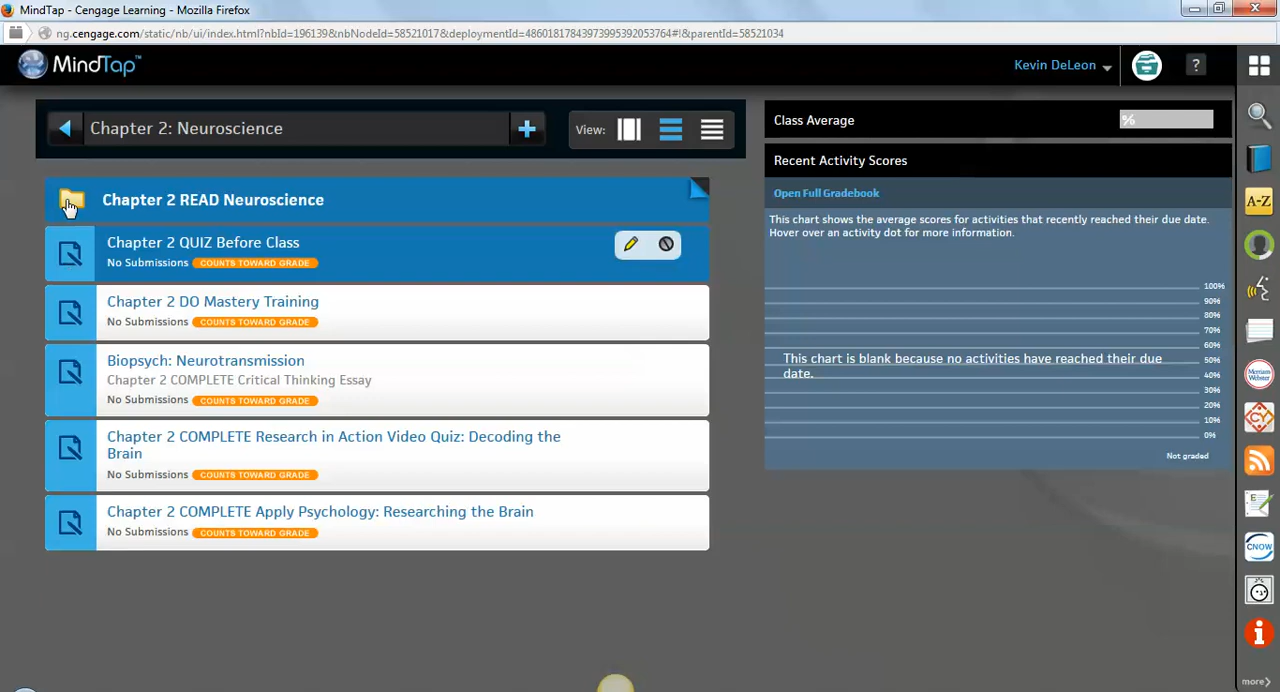 MindTap - Cengage Learning - Mozilla Firefox
ng.cengage.com/static/nb/ui/index.html?nbId=196139&nbNodeId=58521017&deploymentId=48601817843973995392053764#!&parentId=58521034
MindTap™
Kevin DeLeon
?
Chapter 2: Neuroscience
View:
Class Average
%
Recent Activity Scores
Open Full Gradebook
This chart shows the average scores for activities that recently reached their due date.
Hover over an activity dot for more information.
100%
90%
80%
70%
60%
50%
40%
30%
20%
10%
0%
This chart is blank because no activities have reached their due
date.
Not graded
Chapter 2 READ Neuroscience
Chapter 2 QUIZ Before Class
No Submissions COUNTS TOWARD GRADE
Chapter 2 DO Mastery Training
No Submissions COUNTS TOWARD GRADE
Biopsych: Neurotransmission
Chapter 2 COMPLETE Critical Thinking Essay
No Submissions COUNTS TOWARD GRADE
Chapter 2 COMPLETE Research in Action Video Quiz: Decoding the
Brain
No Submissions COUNTS TOWARD GRADE
Chapter 2 COMPLETE Apply Psychology: Researching the Brain
No Submissions COUNTS TOWARD GRADE
A-Z
Merriam
Webster
CY
E
CNOW
i
more>